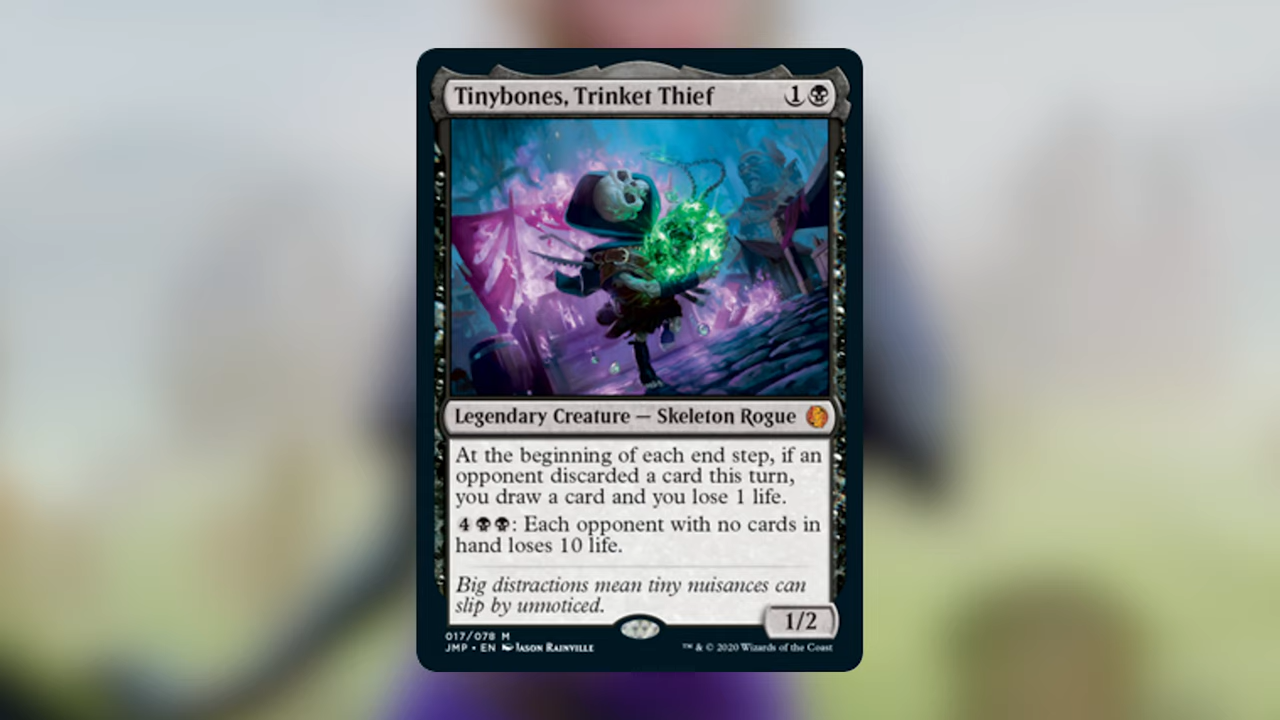 Tinybones, Trinket Thief 1
Legendary Creature — Skeleton Rogue
At the beginning of each end step, if an
opponent discarded a card this turn,
you draw a card and you lose 1 life.
4: Each opponent with no cards in
hand loses 10 life.
Big distractions mean tiny nuisances can
slip by unnoticed.
1/2
017/078 M
JMP • EN Jason Rainville
™ & © 2020 Wizards of the Coast